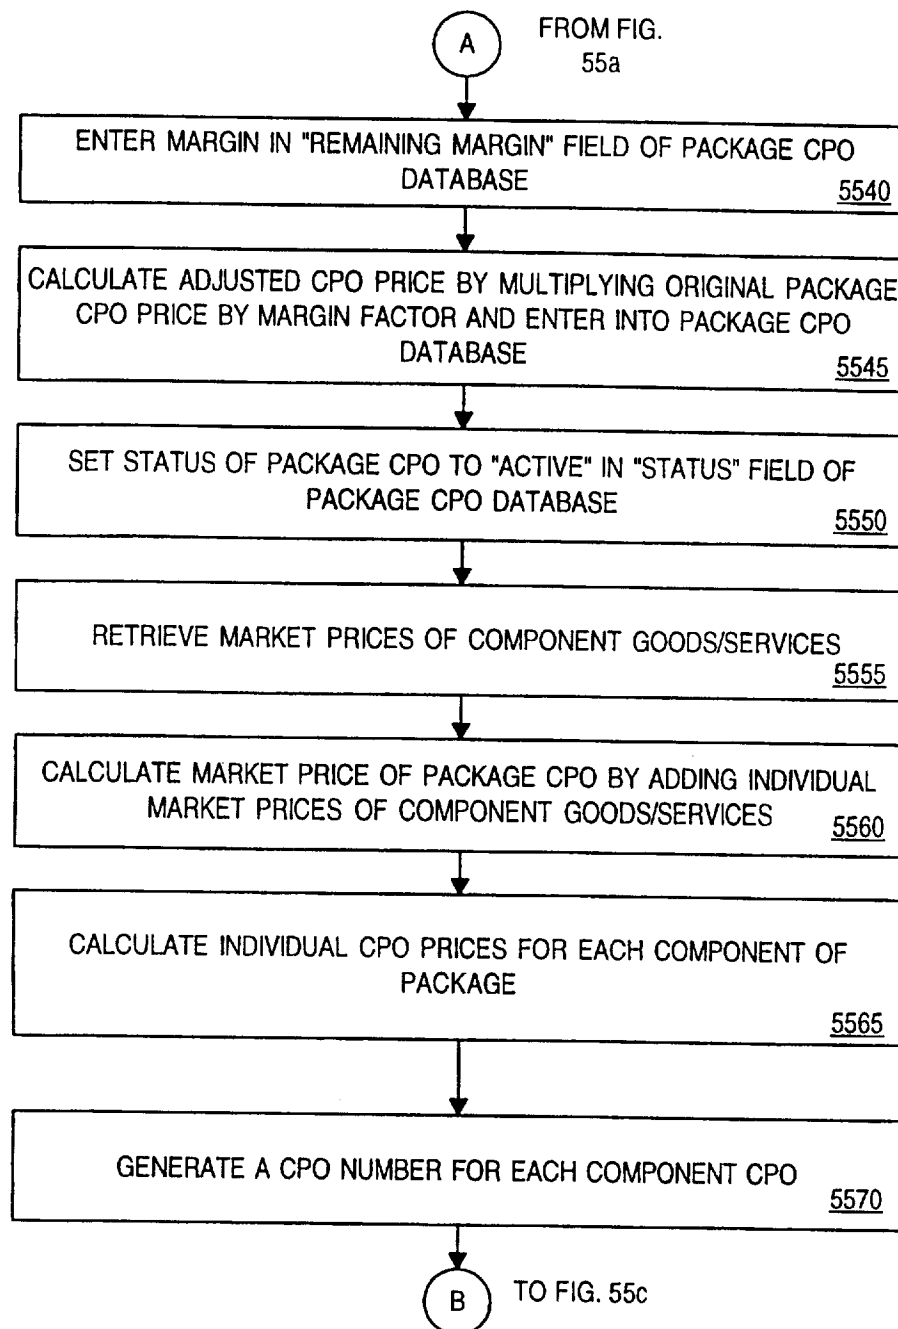 A
FROM FIG.
55a
ENTER MARGIN IN "REMAINING MARGIN" FIELD OF PACKAGE CPO
DATABASE
5540
CALCULATE ADJUSTED CPO PRICE BY MULTIPLYING ORIGINAL PACKAGE
CPO PRICE BY MARGIN FACTOR AND ENTER INTO PACKAGE CPO
DATABASE
5545
SET STATUS OF PACKAGE CPO TO "ACTIVE" IN "STATUS" FIELD OF
PACKAGE CPO DATABASE
5550
RETRIEVE MARKET PRICES OF COMPONENT GOODS/SERVICES
5555
CALCULATE MARKET PRICE OF PACKAGE CPO BY ADDING INDIVIDUAL
MARKET PRICES OF COMPONENT GOODS/SERVICES
5560
CALCULATE INDIVIDUAL CPO PRICES FOR EACH COMPONENT OF
PACKAGE
5565
GENERATE A CPO NUMBER FOR EACH COMPONENT CPO
5570
B
TO FIG. 55c